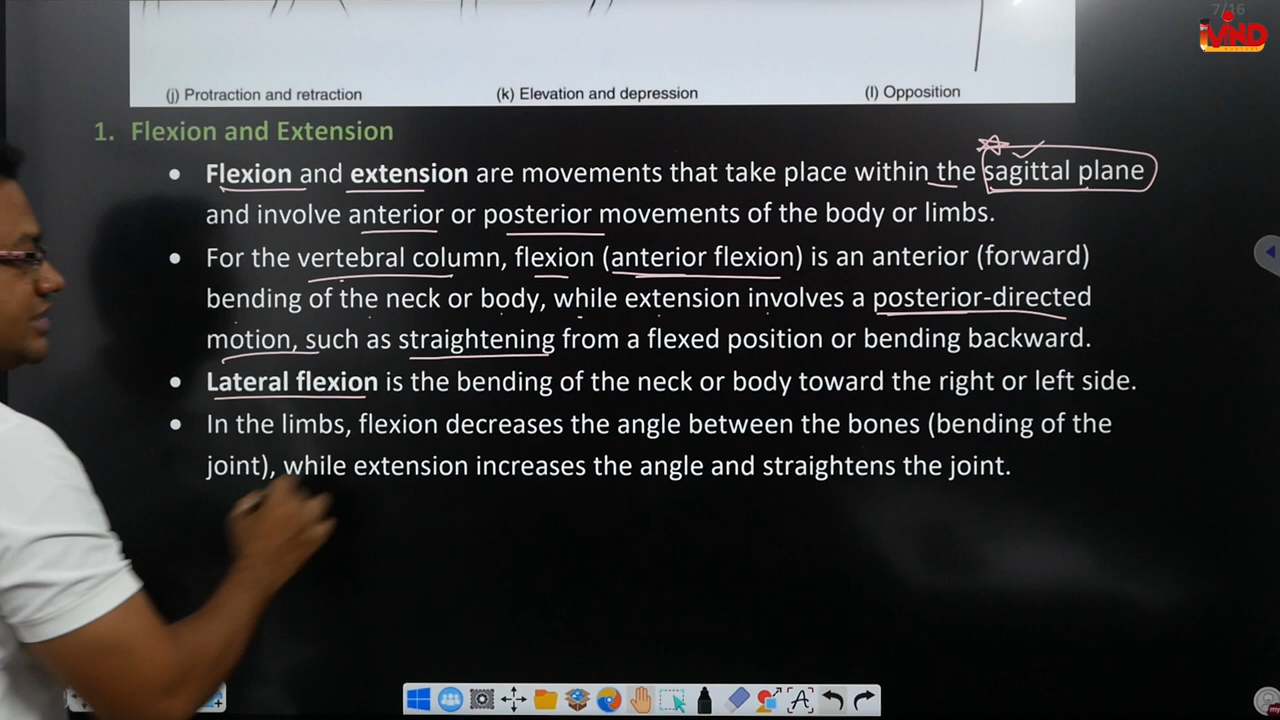 7/16
iMIND
(j) Protraction and retraction
(k) Elevation and depression
(l) Opposition
1. Flexion and Extension
• Flexion and extension are movements that take place within the sagittal plane
and involve anterior or posterior movements of the body or limbs.
• For the vertebral column, flexion (anterior flexion) is an anterior (forward)
bending of the neck or body, while extension involves a posterior-directed
motion, such as straightening from a flexed position or bending backward.
• Lateral flexion is the bending of the neck or body toward the right or left side.
• In the limbs, flexion decreases the angle between the bones (bending of the
joint), while extension increases the angle and straightens the joint.